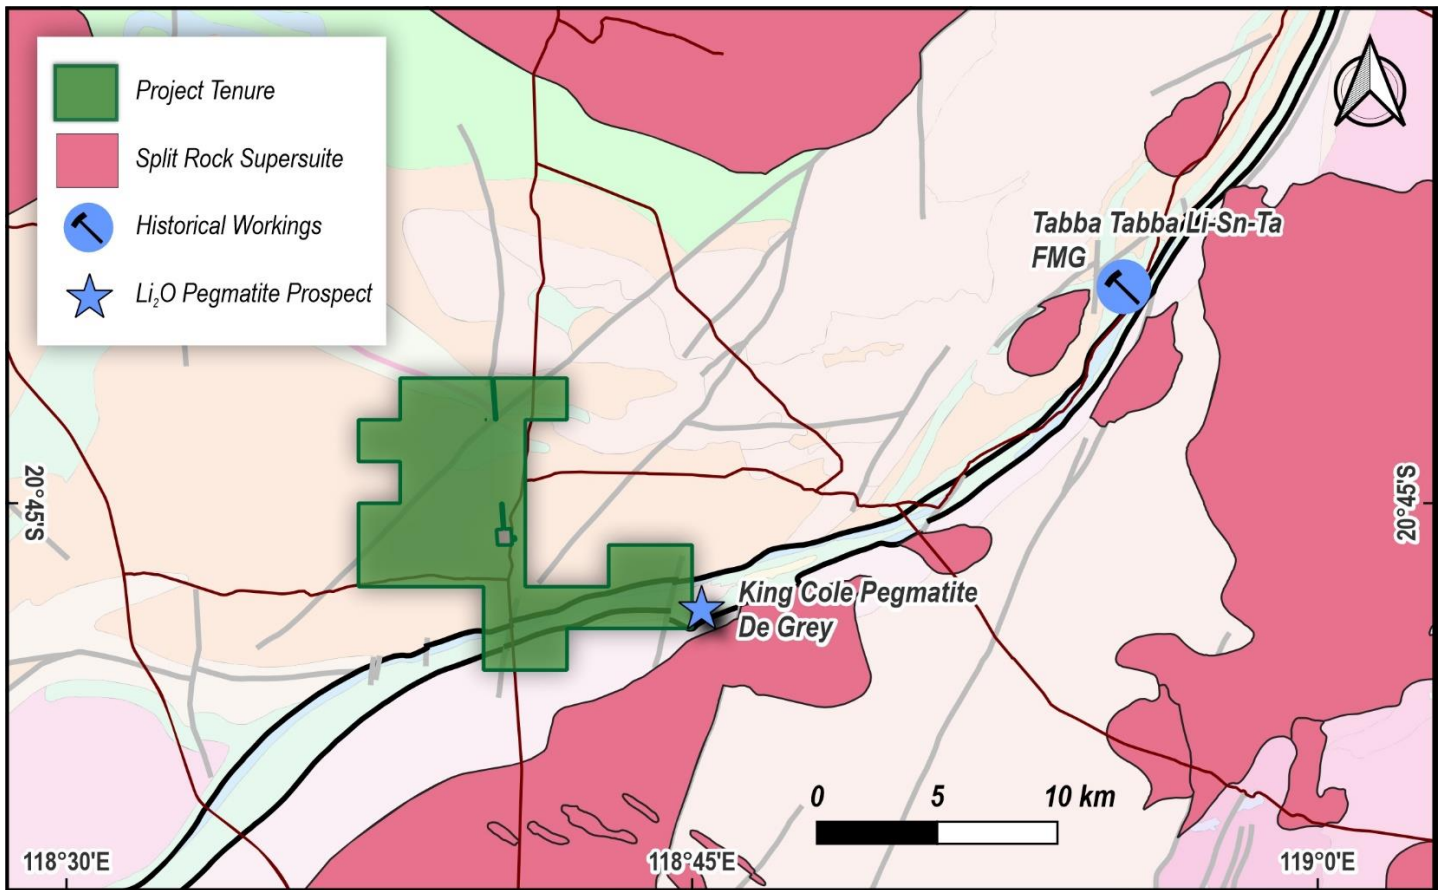 Project Tenure
Split Rock Supersuite
Historical Workings
Li₂O Pegmatite Prospect
Tabba Tabba Li-Sn-Ta
FMG
20°45'S
20°45'S
King Cole Pegmatite
De Grey
0 5 10 km
118°30'E
118°45'E
119°0'E